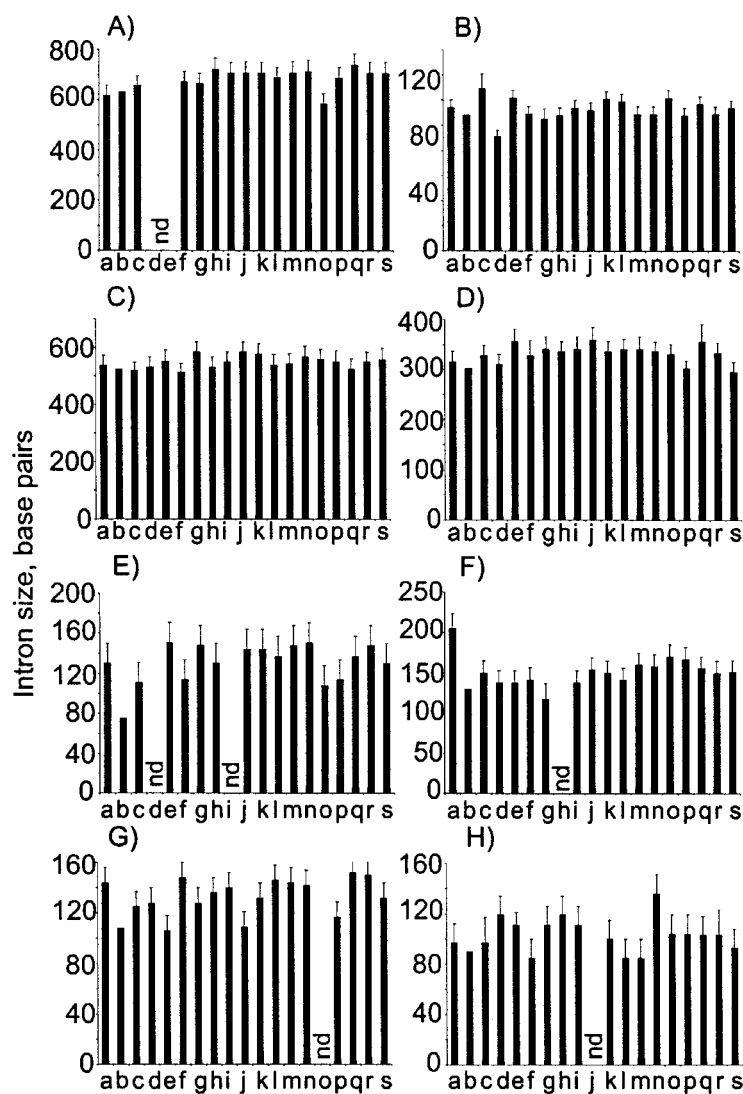 Intron size, base pairs
A)
800
600
400
200
0
nd
abcdef ghi j klmnopqr s
B)
120
80
40
0
abcdef ghi j klmnopqr s
C)
600
400
200
0
abcdef ghi j klmnopqr s
D)
400
300
200
100
0
abcdef ghi j klmnopqr s
E)
200
160
120
80
40
0
nd
nd
abcdef ghi j klmnopqr s
F)
250
200
150
100
50
0
nd
abcdef ghi j klmnopqr s
G)
160
120
80
40
0
nd
abcdef ghi j klmnopqr s
H)
160
120
80
40
0
nd
abcdef ghi j klmnopqr s